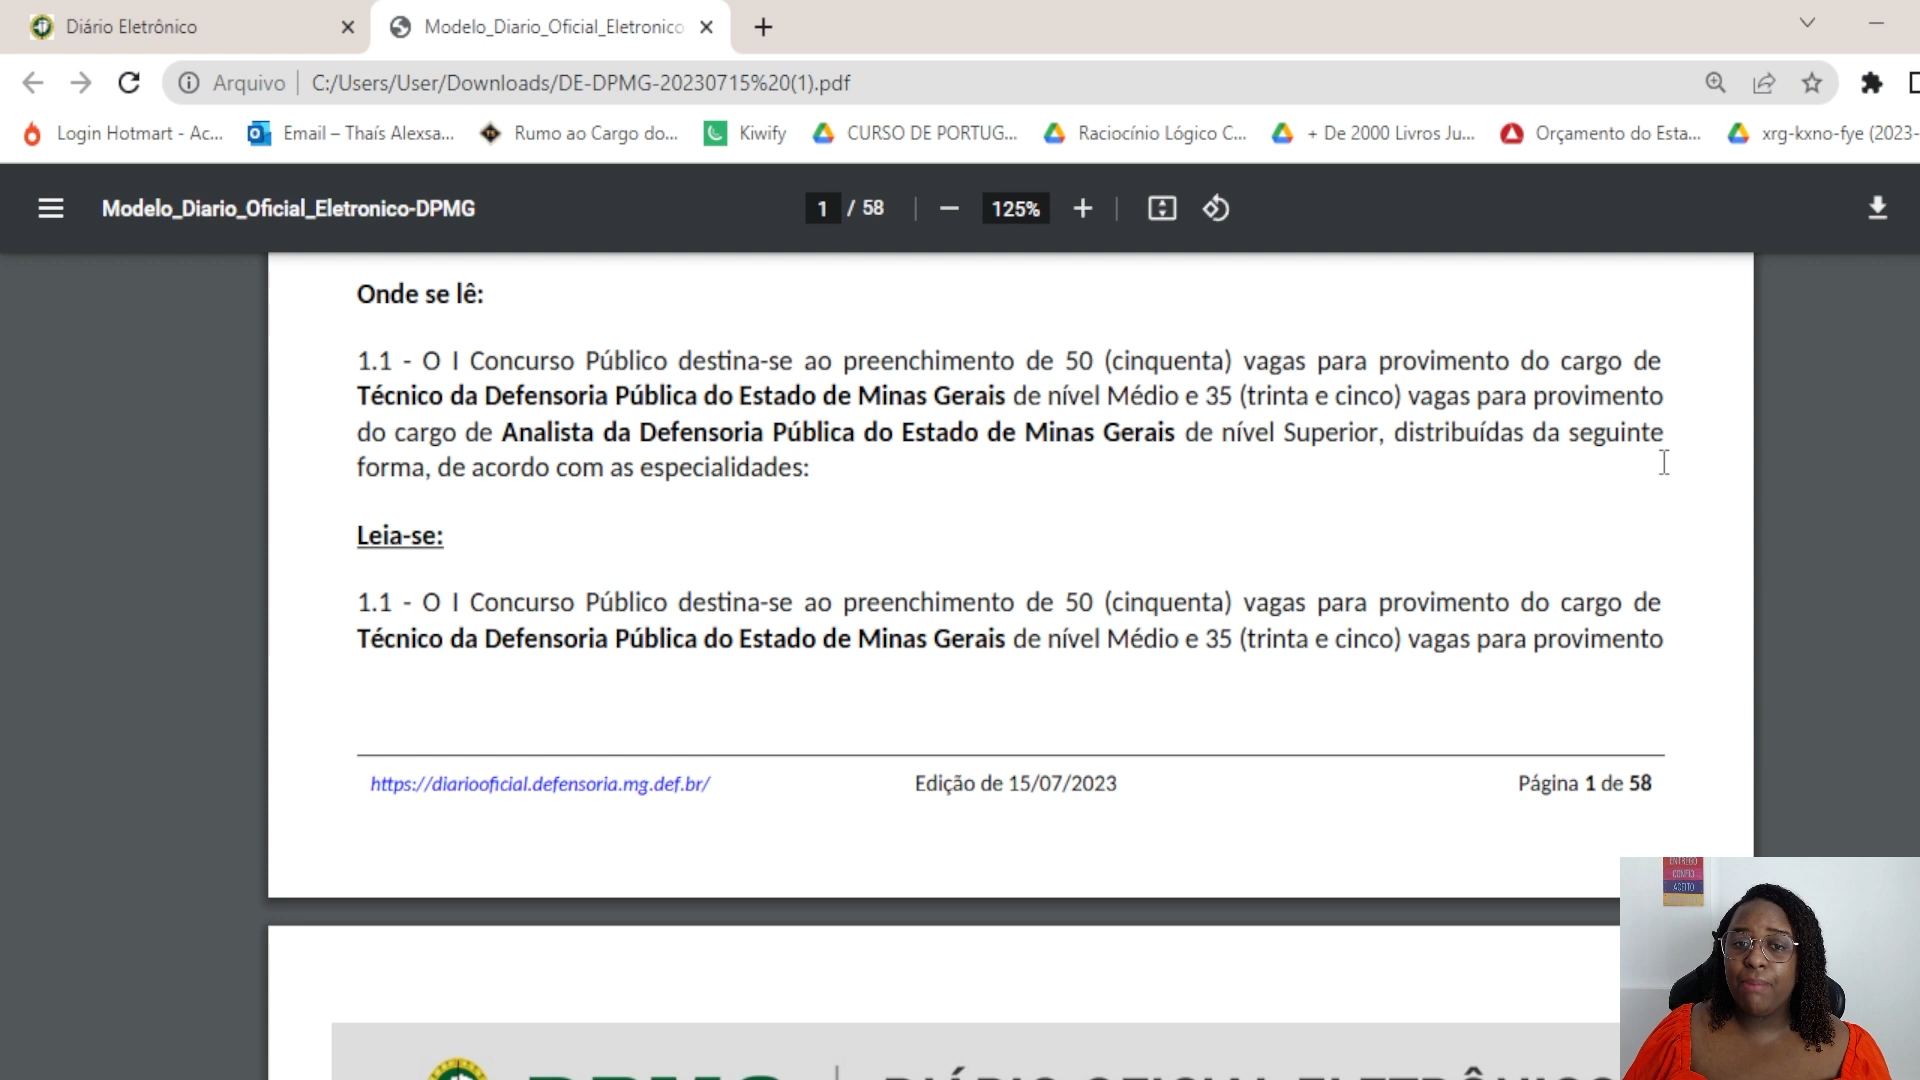 Diário Eletrônico
Modelo_Diario_Oficial_Eletronico
Arquivo
C:/Users/User/Downloads/DE-DPMG-20230715%20(1).pdf
Login Hotmart - Ac...
Email – Thaís Alexsa...
Rumo ao Cargo do...
Kiwify
CURSO DE PORTUG...
Raciocínio Lógico C...
+ De 2000 Livros Ju...
Orçamento do Esta...
xrg-kxno-fye (2023-
Modelo_Diario_Oficial_Eletronico-DPMG
1 / 58
125%
Onde se lê:
1.1 - O I Concurso Público destina-se ao preenchimento de 50 (cinquenta) vagas para provimento do cargo de
Técnico da Defensoria Pública do Estado de Minas Gerais de nível Médio e 35 (trinta e cinco) vagas para provimento
do cargo de Analista da Defensoria Pública do Estado de Minas Gerais de nível Superior, distribuídas da seguinte
forma, de acordo com as especialidades:
Leia-se:
1.1 - O I Concurso Público destina-se ao preenchimento de 50 (cinquenta) vagas para provimento do cargo de
Técnico da Defensoria Pública do Estado de Minas Gerais de nível Médio e 35 (trinta e cinco) vagas para provimento
https://diariooficial.defensoria.mg.def.br/
Edição de 15/07/2023
Página 1 de 58
ENTREGO
CONFIO
ACEITO
DPMG
DIÁRIO OFICIAL ELETRÔNICO